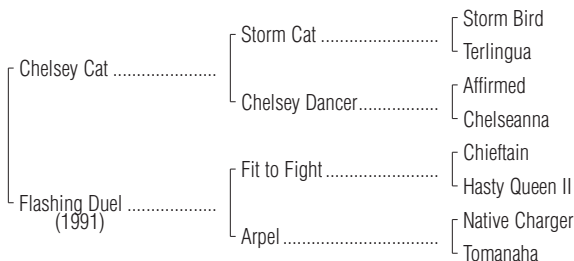 Storm Bird
Storm Cat ........................
Terlingua
Chelsey Cat .....................
Affirmed
Chelsey Dancer................
Chelseanna
Chieftain
Fit to Fight .......................
Hasty Queen II
Flashing Duel ..................
(1991)
Native Charger
Arpel ................................
Tomanaha